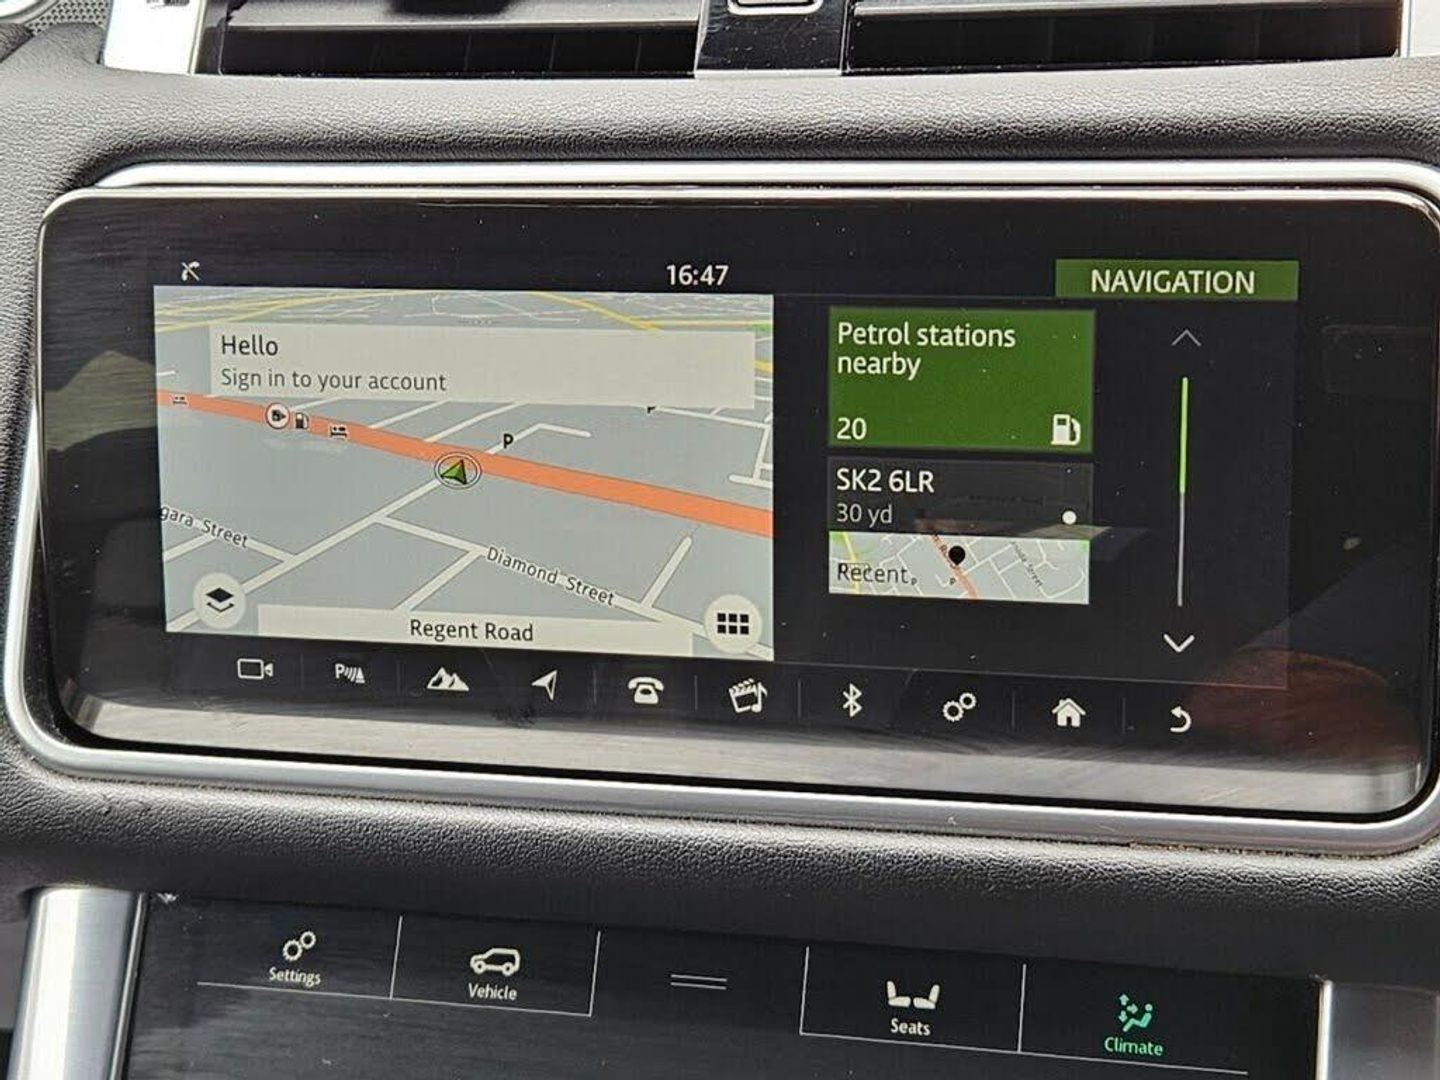 16:47
NAVIGATION
Hello
Sign in to your account
P
P
gara Street
Diamond Street
Regent Road
Petrol stations
nearby
20
SK2 6LR
30 yd
Recent
P
P
P
Settings
Vehicle
Seats
Climate